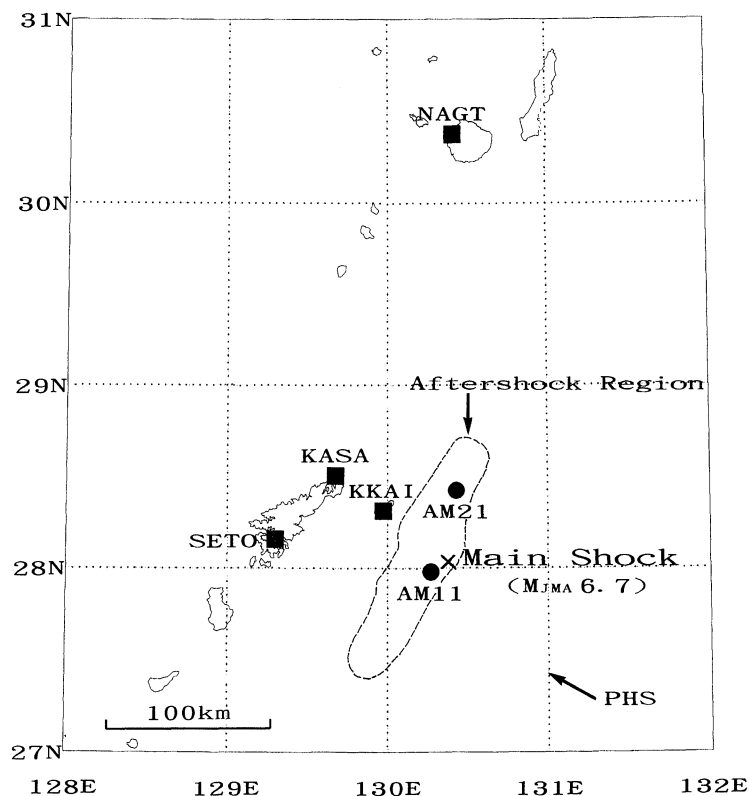 31N
NAGT
30N
29N
Aftershock Region
KASA
KKAI
AM21
SETO
28N
Main Shock
AM11
(MJMA 6.7)
PHS
100km
27N
128E 129E 130E 131E 132E